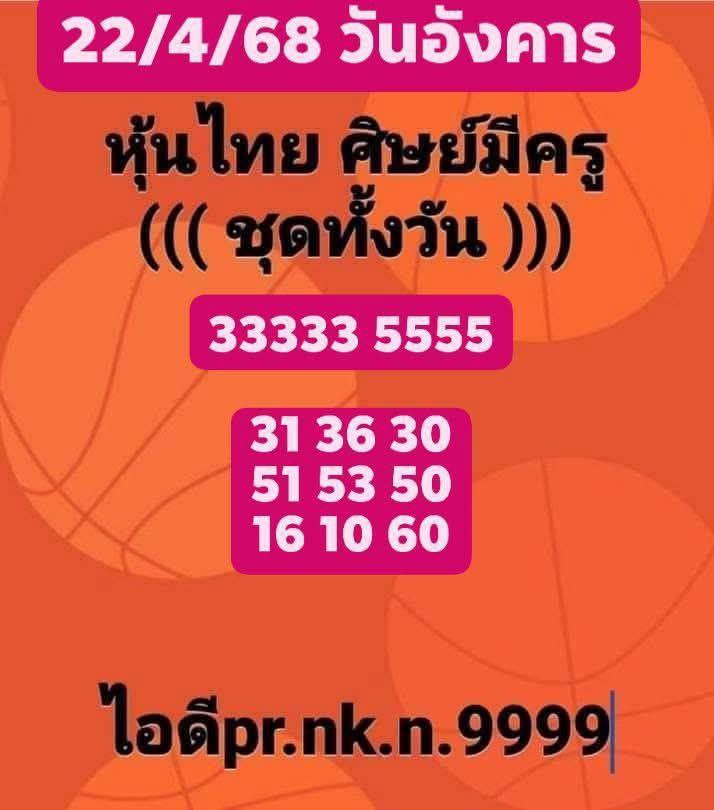 22/4/68 วันอังคาร
หุ้นไทย ศิษย์มีครู
((( ชุดทั้งวัน )))
33333 5555
31 36 30
51 53 50
16 10 60
ไอดีpr.nk.n.9999